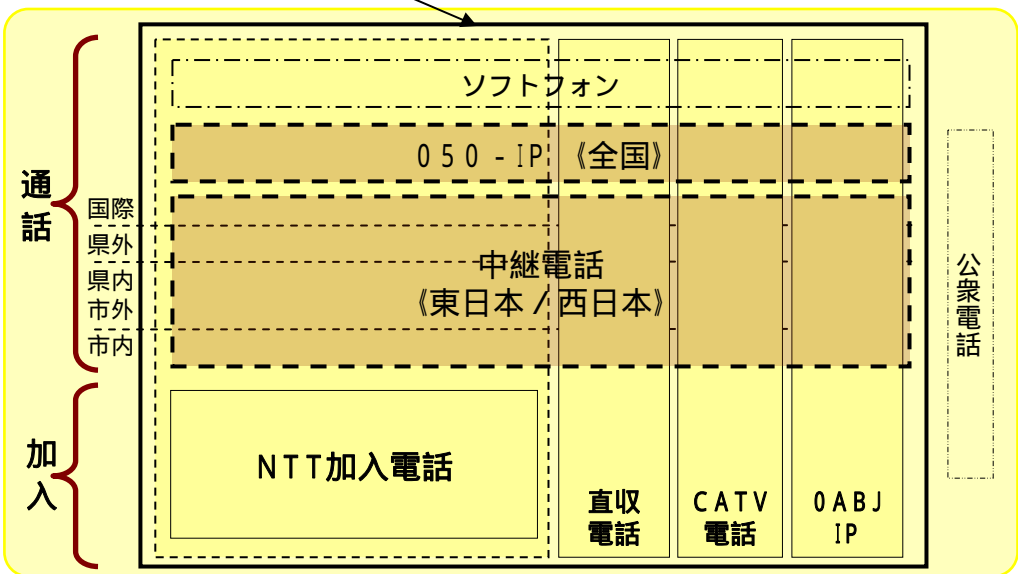 ソフトフォン
050-IP 《全国》
通話
国際
県外
県内
市外
市内
中継電話
《東日本/西日本》
公衆電話
加入
NTT加入電話
直収
電話
CATV
電話
0ABJ
IP